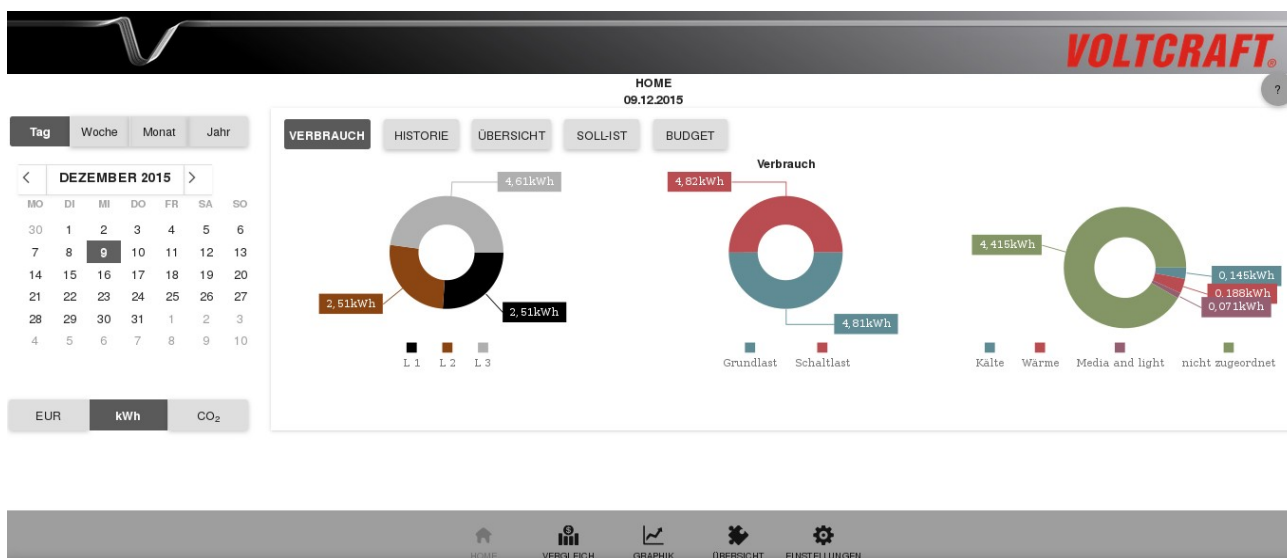 VOLTCRAFT®
HOME
09.12.2015
?
Tag Woche Monat Jahr
DEZEMBER 2015
MO DI MI DO FR SA SO
30 1 2 3 4 5 6
7 8 9 10 11 12 13
14 15 16 17 18 19 20
21 22 23 24 25 26 27
28 29 30 31 1 2 3
4 5 6 7 8 9 10
EUR kWh CO₂
VERBRAUCH HISTORIE ÜBERSICHT SOLL-IST BUDGET
Verbrauch
4,61kWh
2,51kWh
2,51kWh
L 1 L 2 L 3
4,82kWh
4,81kWh
Grundlast Schaltlast
4,415kWh
0,145kWh
0.188kWh
0,071kWh
Kälte Wärme Media and light nicht zugeordnet
HOME VERGLEICH GRAPHIK ÜBERSICHT EINSTELLUNGEN